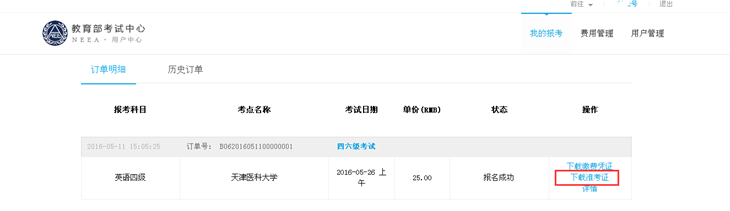 前往 号 退出
教育部考试中心
NEEA · 用户中心
我的报考 费用管理 用户管理
订单明细 历史订单
报考科目 考点名称 考试日期 单价(RMB) 状态 操作
2016-05-11 15:05:25 订单号: B062016051100000001 四六级考试
下载缴费凭证
英语四级 天津医科大学 2016-05-26 上午 25.00 报名成功 下载准考证
详情